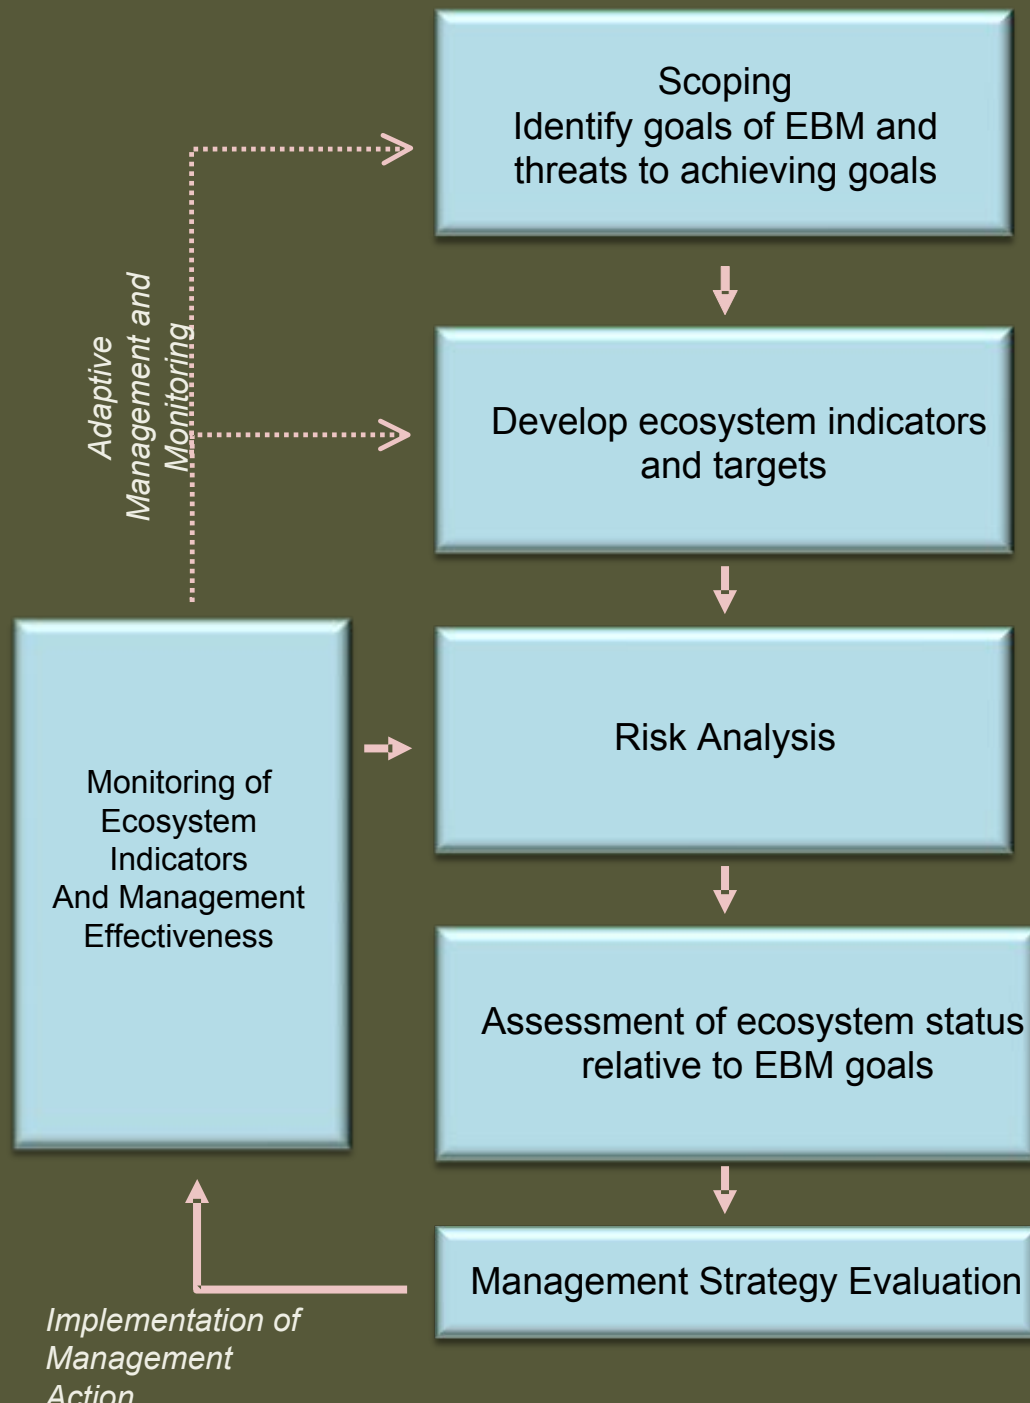 Scoping
Identify goals of EBM and
threats to achieving goals
Adaptive
Management and
Monitoring
Develop ecosystem indicators
and targets
Risk Analysis
Monitoring of
Ecosystem
Indicators
And Management
Effectiveness
Assessment of ecosystem status
relative to EBM goals
Management Strategy Evaluation
Implementation of
Management
Action